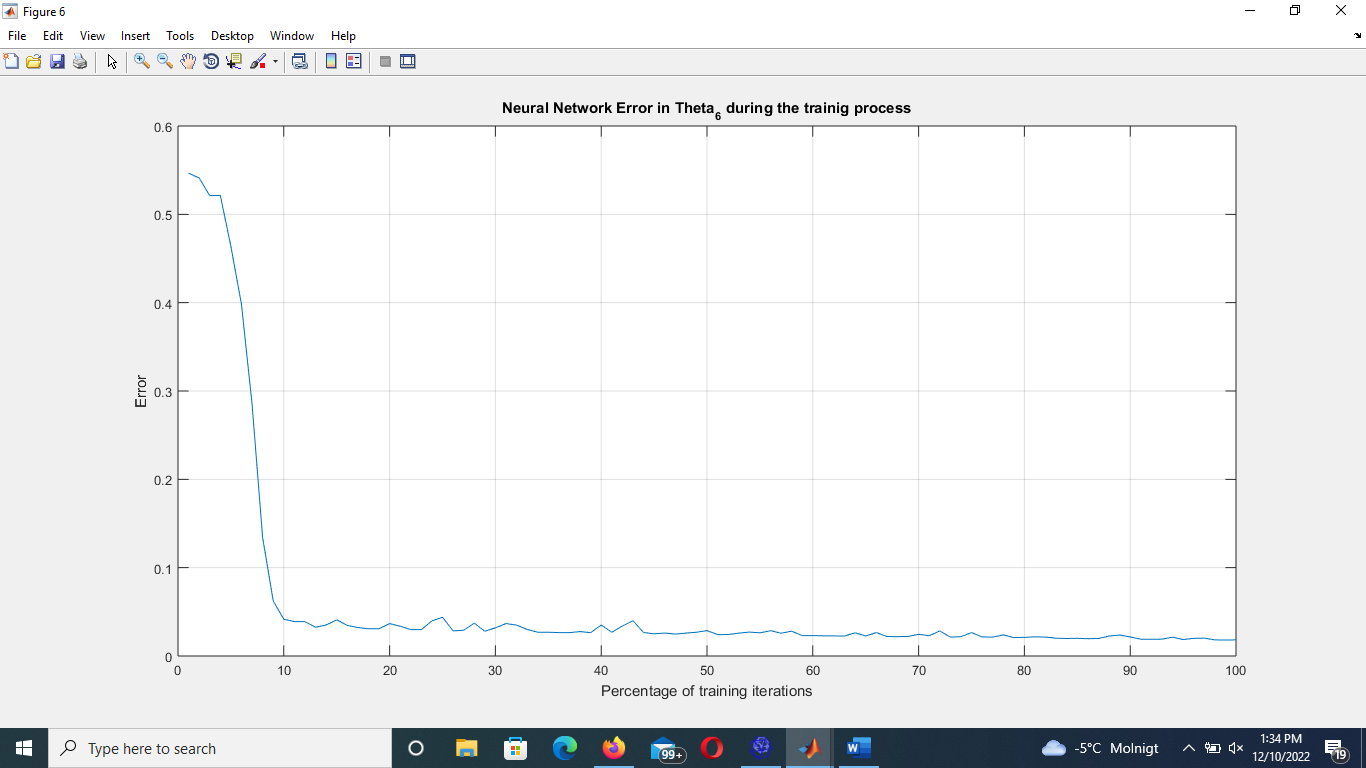 Figure 6
File Edit View Insert Tools Desktop Window Help
Neural Network Error in Theta6 during the trainig process
0.6
0.5
0.4
0.3
0.2
0.1
0
Error
0 10 20 30 40 50 60 70 80 90 100
Percentage of training iterations
Type here to search
99+
W
-5°C Molnigt
1:34 PM
12/10/2022
19